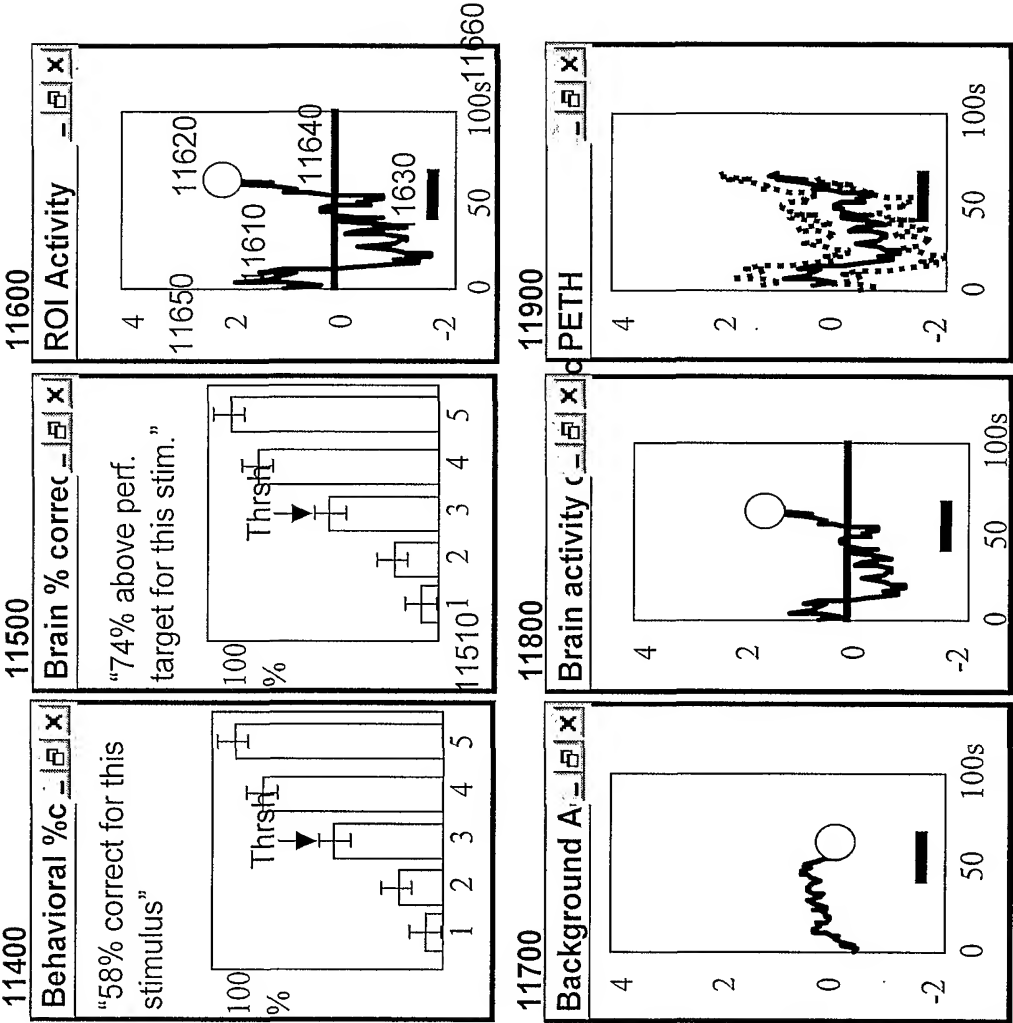 11400
Behavioral %c
“58% correct for this
stimulus”
100
%
Thrsh
1 2 3 4 5
11500
Brain % correc
“74% above perf.
target for this stim.”
100
%
Thrsh
11510
1 2 3 4 5
11600
ROI Activity
4
11650
2
0
-2
11610
11620
11640
11630
0 50 100s
11660
11700
Background A
4
2
0
-2
0 50 100s
11800
Brain activity c
4
2
0
-2
0 50 100s
11900
c PETH
4
2
0
-2
0 50 100s